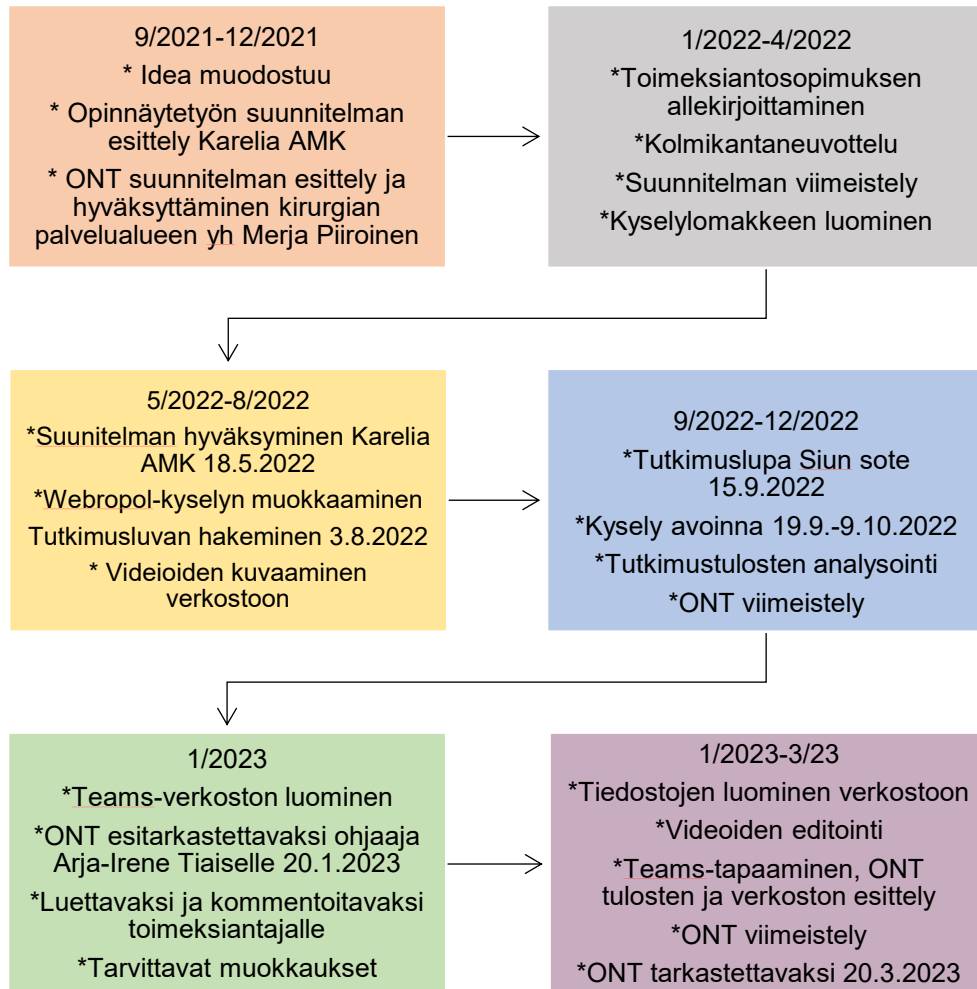 9/2021-12/2021
* Idea muodostuu
* Opinnäytetyön suunnitelman
esittely Karelia AMK
* ONT suunnitelman esittely ja
hyväksyttäminen kirurgian
palvelualueen yh Merja Piiroinen
1/2022-4/2022
*Toimeksiantosopimuksen
allekirjoittaminen
*Kolmikantaneuvottelu
*Suunnitelman viimeistely
*Kyselylomakkeen luominen
5/2022-8/2022
*Suunitelman hyväksyminen Karelia
AMK 18.5.2022
*Webropol-kyselyn muokkaaminen
Tutkimusluvan hakeminen 3.8.2022
* Videioiden kuvaaminen
verkostoon
9/2022-12/2022
*Tutkimuslupa Siun sote
15.9.2022
*Kysely avoinna 19.9.-9.10.2022
*Tutkimustulosten analysointi
*ONT viimeistely
1/2023
*Teams-verkoston luominen
*ONT esitarkastettavaksi ohjaaja
Arja-Irene Tiaiselle 20.1.2023
*Luettavaksi ja kommentoitavaksi
toimeksiantajalle
*Tarvittavat muokkaukset
1/2023-3/23
*Tiedostojen luominen verkostoon
*Videoiden editointi
*Teams-tapaaminen, ONT
tulosten ja verkoston esittely
*ONT viimeistely
*ONT tarkastettavaksi 20.3.2023